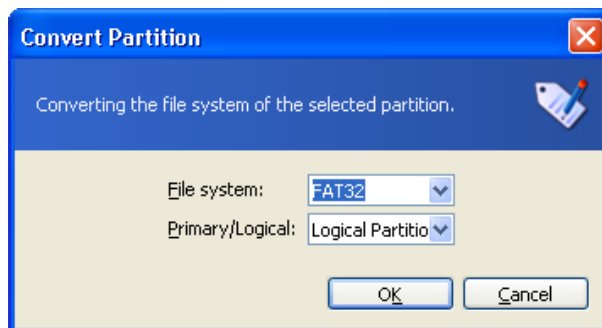 Convert Partition
Converting the file system of the selected partition.
File system: FAT32
Primary/Logical: Logical Partitio
OK Cancel